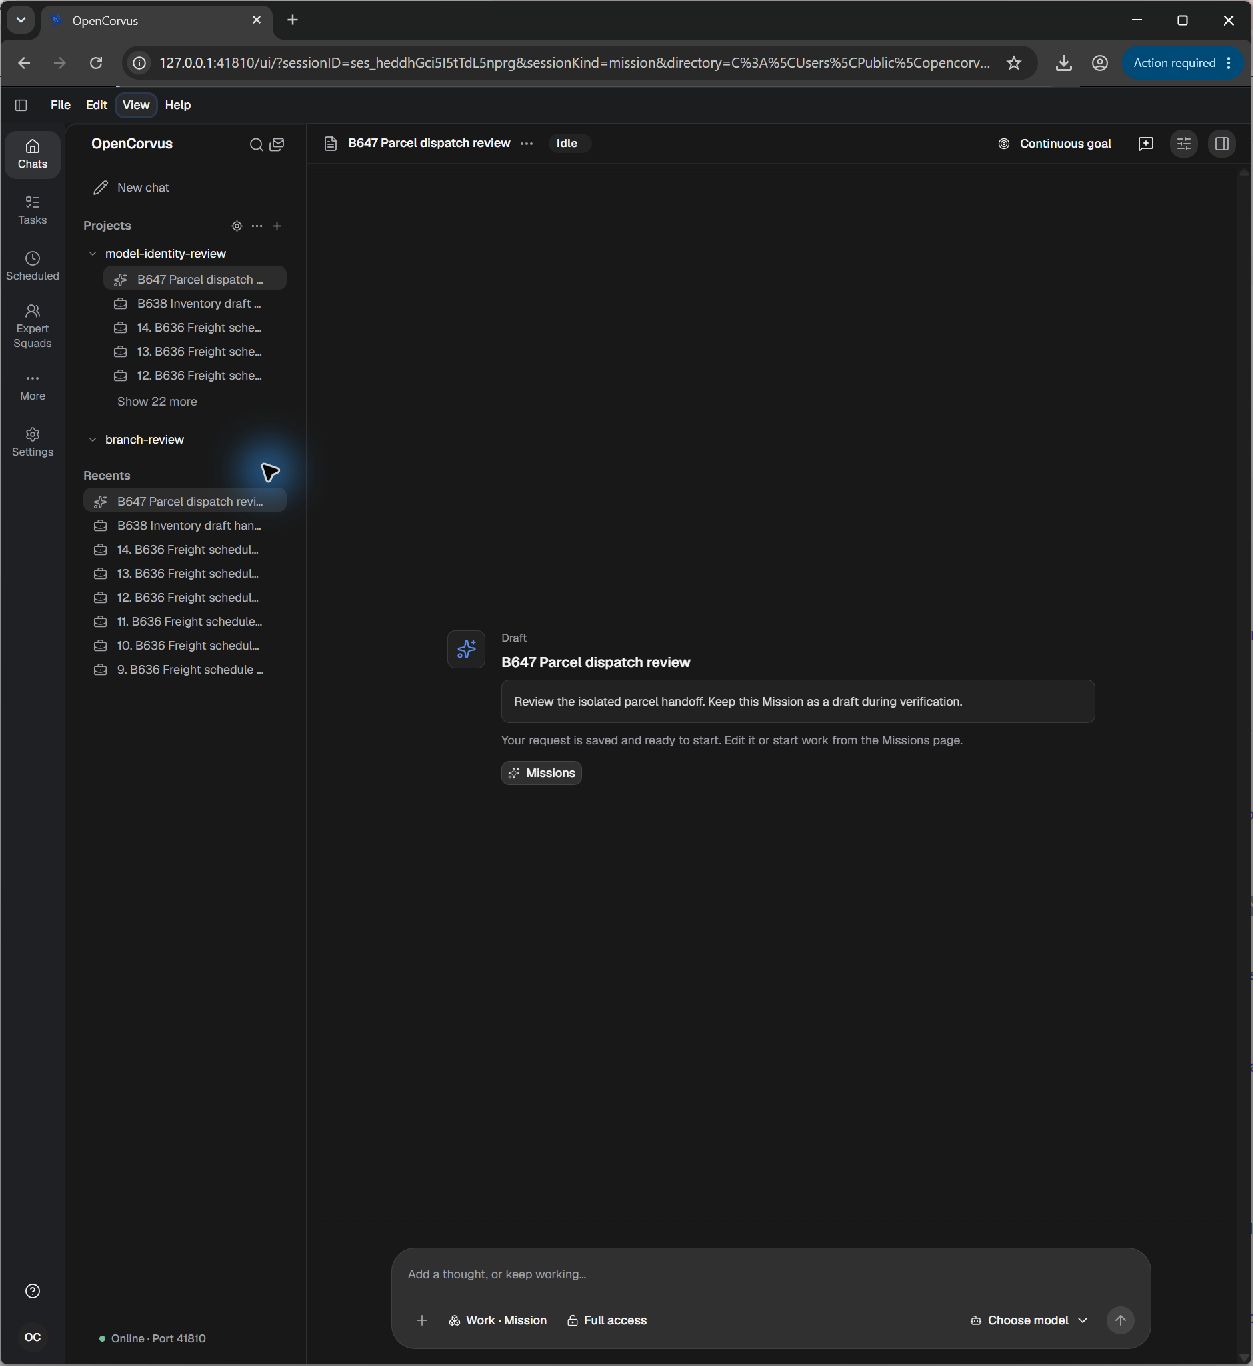 OpenCorvus
127.0.0.1:41810/ui/?sessionID=ses_heddhGci5I5tTdL5nprg&sessionKind=mission&directory=C%3A%5CUsers%5CPublic%5Copencorv...
Action required
File Edit View Help
Chats
Tasks
Scheduled
Expert
Squads
More
Settings
OC
OpenCorvus
New chat
Projects
model-identity-review
B647 Parcel dispatch ...
B638 Inventory draft ...
14. B636 Freight sche...
13. B636 Freight sche...
12. B636 Freight sche...
Show 22 more
branch-review
Recents
B647 Parcel dispatch revi...
B638 Inventory draft han...
14. B636 Freight schedul...
13. B636 Freight schedul...
12. B636 Freight schedul...
11. B636 Freight schedule...
10. B636 Freight schedul...
9. B636 Freight schedule ...
Online · Port 41810
B647 Parcel dispatch review ... Idle
Continuous goal
Draft
B647 Parcel dispatch review
Review the isolated parcel handoff. Keep this Mission as a draft during verification.
Your request is saved and ready to start. Edit it or start work from the Missions page.
Missions
Add a thought, or keep working...
Work · Mission Full access Choose model